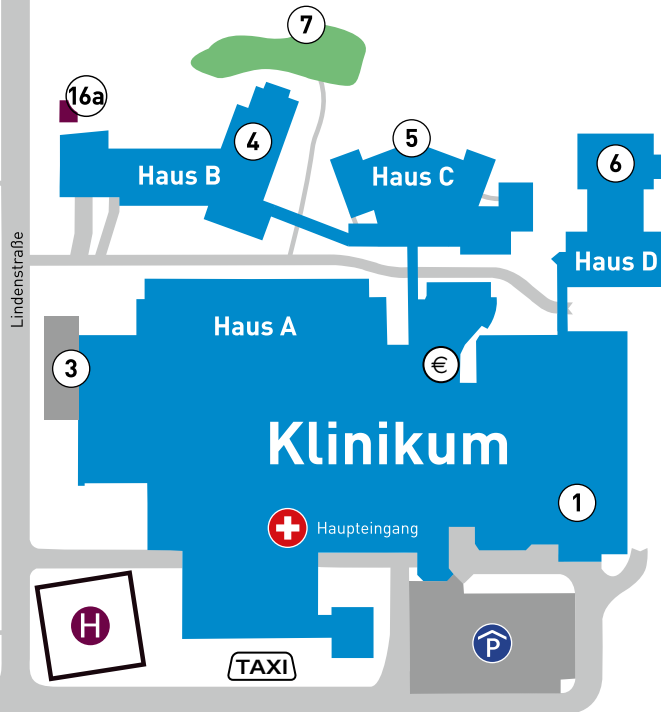 7
16a
4
5
6
Haus B
Haus C
Haus D
Lindenstraße
Haus A
3
€
Klinikum
1
Haupteingang
H
P
TAXI